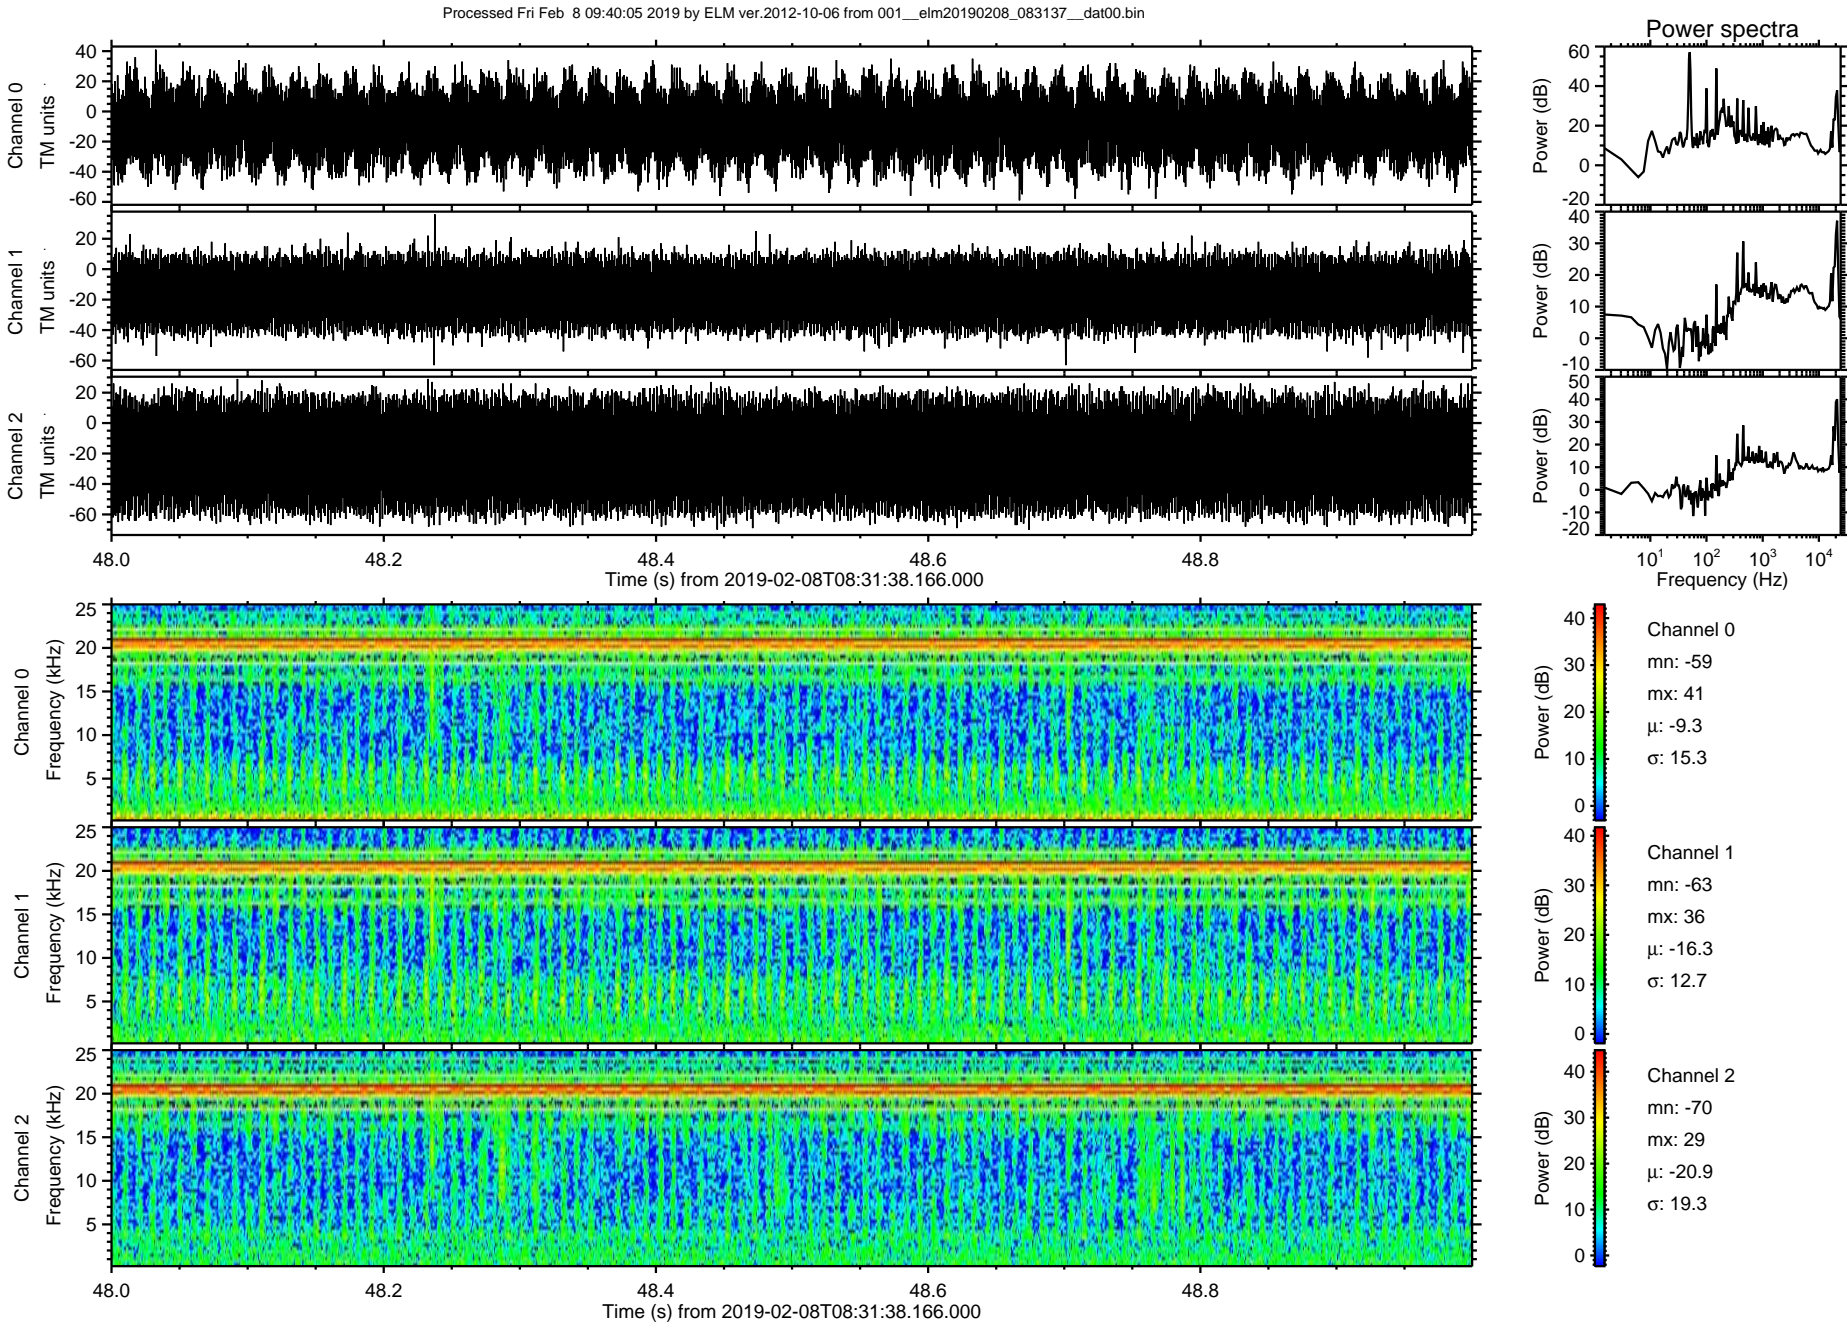 Processed Fri Feb  8 09:40:05 2019 by ELM ver.2012-10-06 from 001__elm20190208_083137__dat00.bin
Power spectra
Channel 0
TM units
40
20
0
-20
-40
-60
Power (dB)
60
40
20
0
-20
Channel 1
TM units
20
0
-20
-40
-60
Power (dB)
40
30
20
10
0
-10
Channel 2
TM units
20
0
-20
-40
-60
Power (dB)
50
40
30
20
10
0
-10
-20
48.0 48.2 48.4 48.6 48.8
Time (s) from 2019-02-08T08:31:38.166.000
10^1 10^2 10^3 10^4
Frequency (Hz)
Channel 0
Frequency (kHz)
25
20
15
10
5
Power (dB)
40
30
20
10
0
Channel 0
mn: -59
mx: 41
μ: -9.3
σ: 15.3
Channel 1
Frequency (kHz)
25
20
15
10
5
Power (dB)
40
30
20
10
0
Channel 1
mn: -63
mx: 36
μ: -16.3
σ: 12.7
Channel 2
Frequency (kHz)
25
20
15
10
5
Power (dB)
40
30
20
10
0
Channel 2
mn: -70
mx: 29
μ: -20.9
σ: 19.3
48.0 48.2 48.4 48.6 48.8
Time (s) from 2019-02-08T08:31:38.166.000